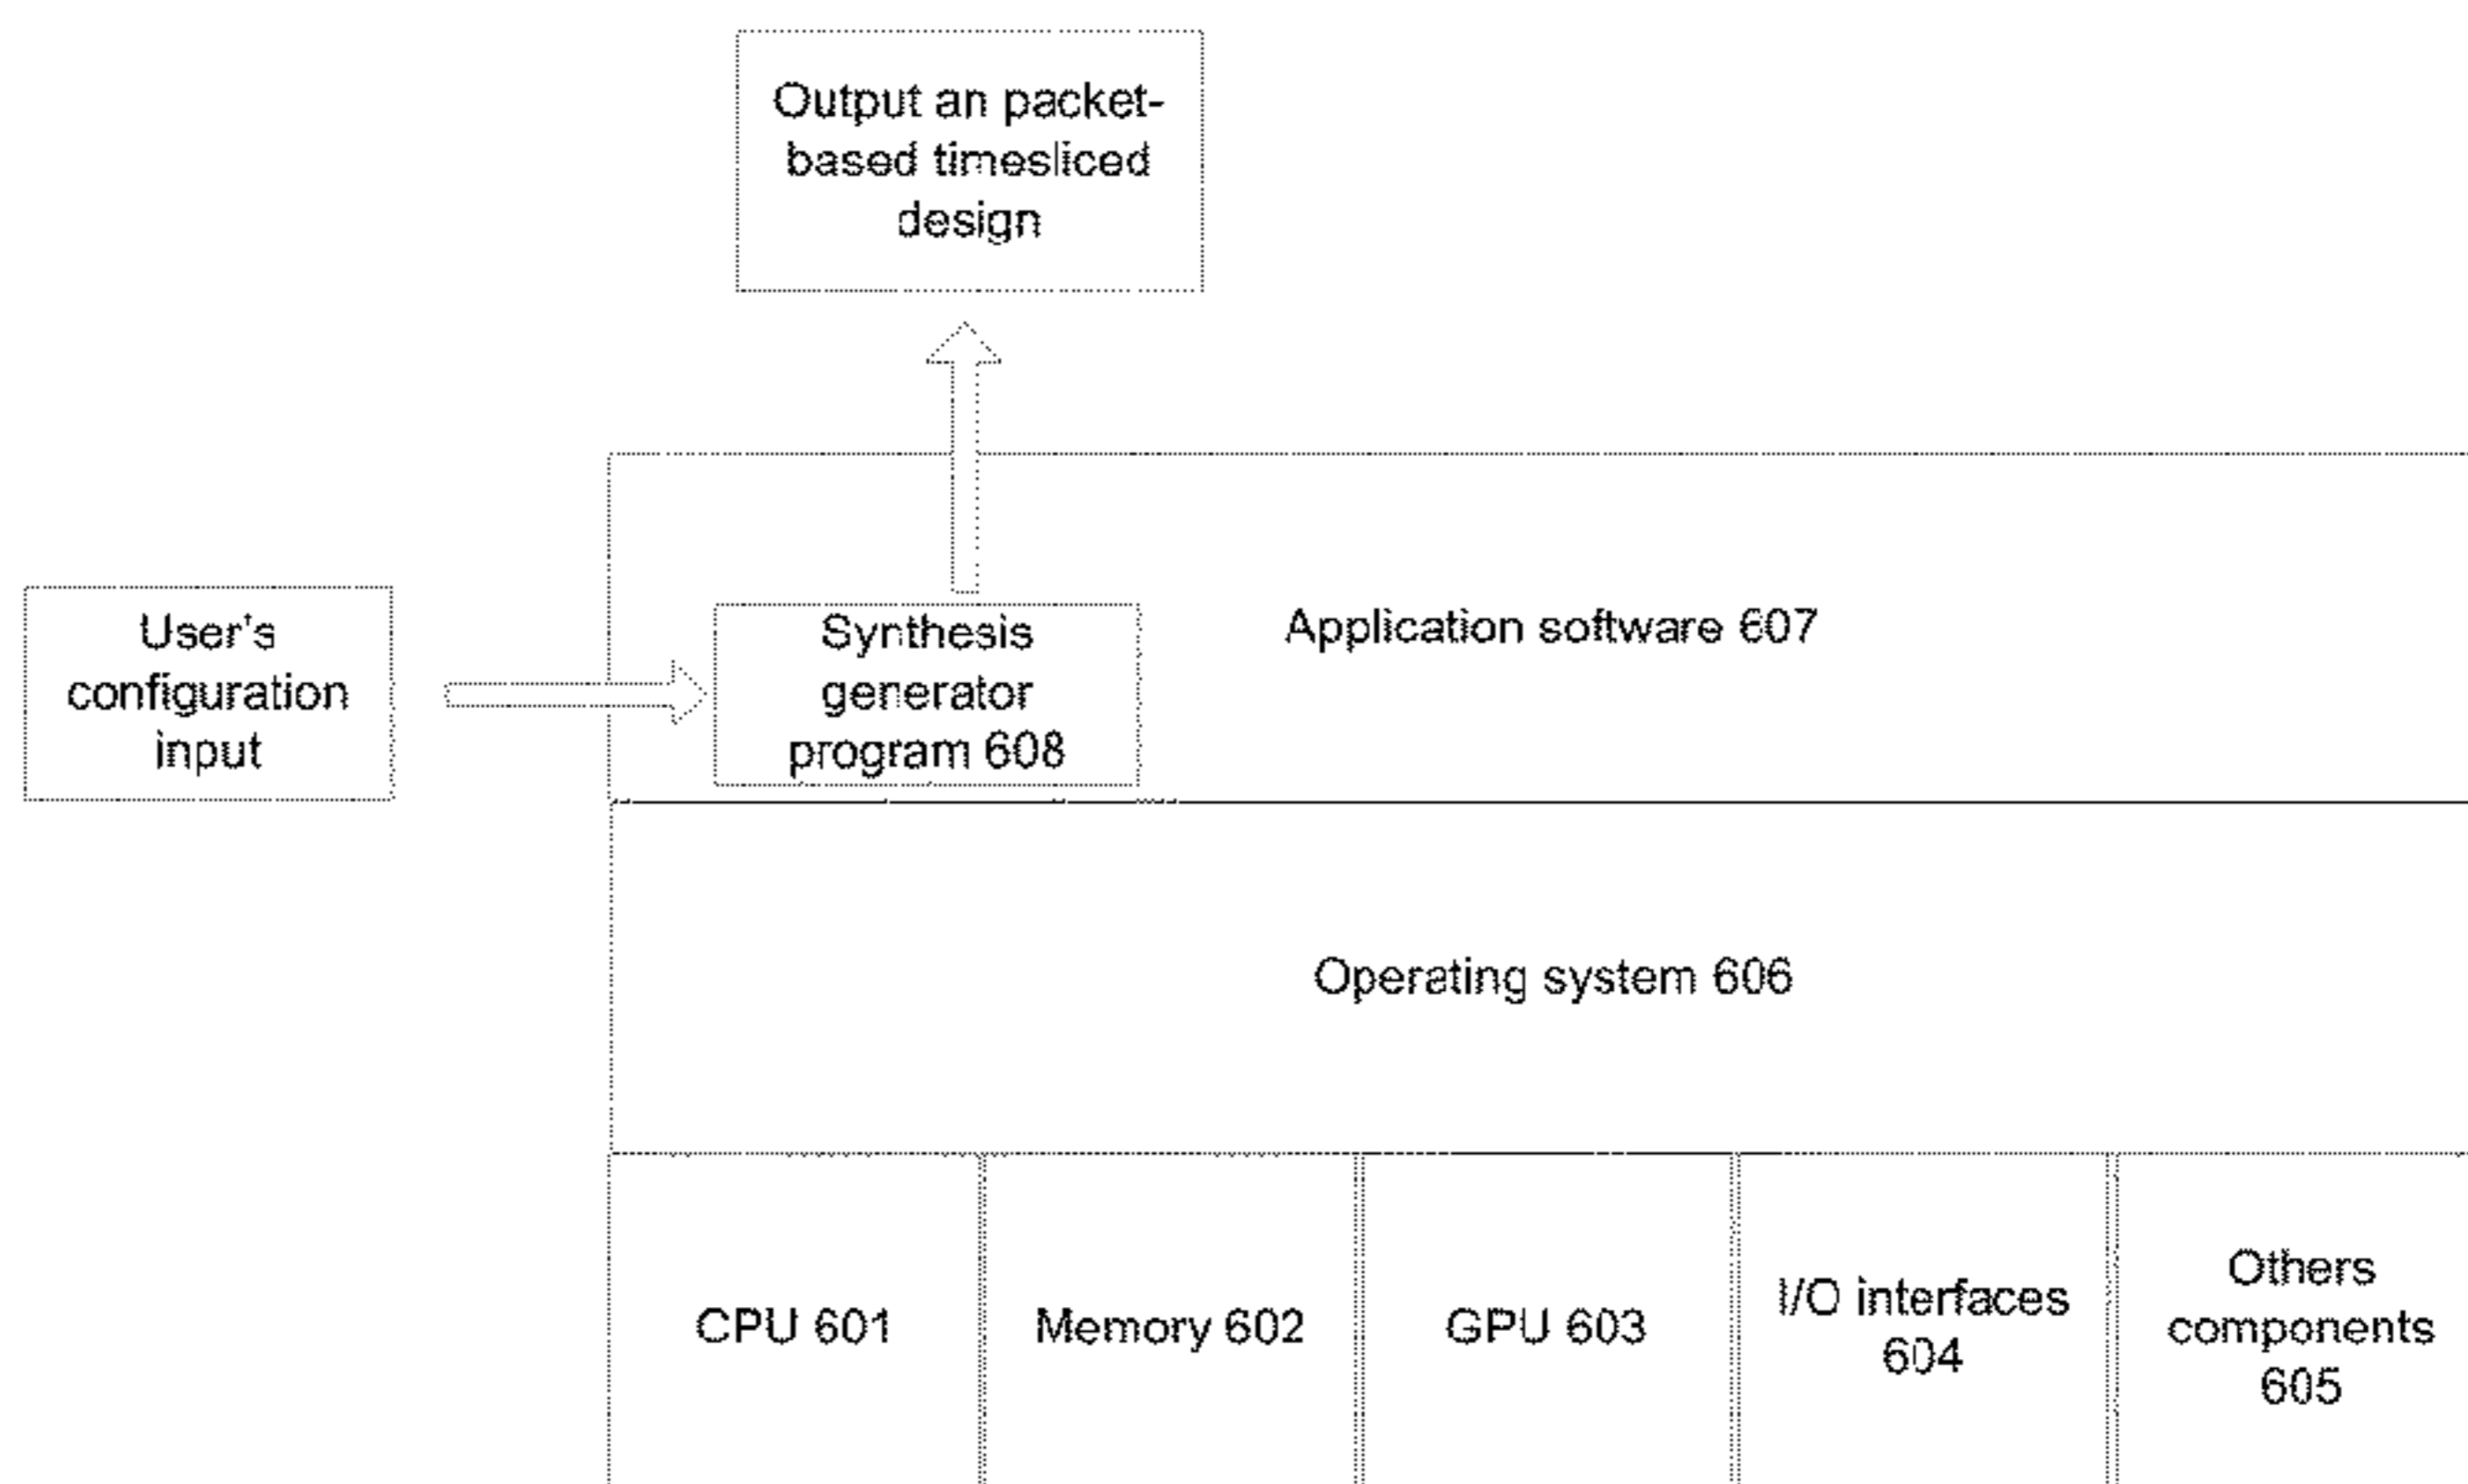 Output an packet-
based timesliced
design
User's
configuration
input
Synthesis
generator
program 608
Application software 607
Operating system 606
CPU 601
Memory 602
GPU 603
I/O interfaces
604
Others
components
605